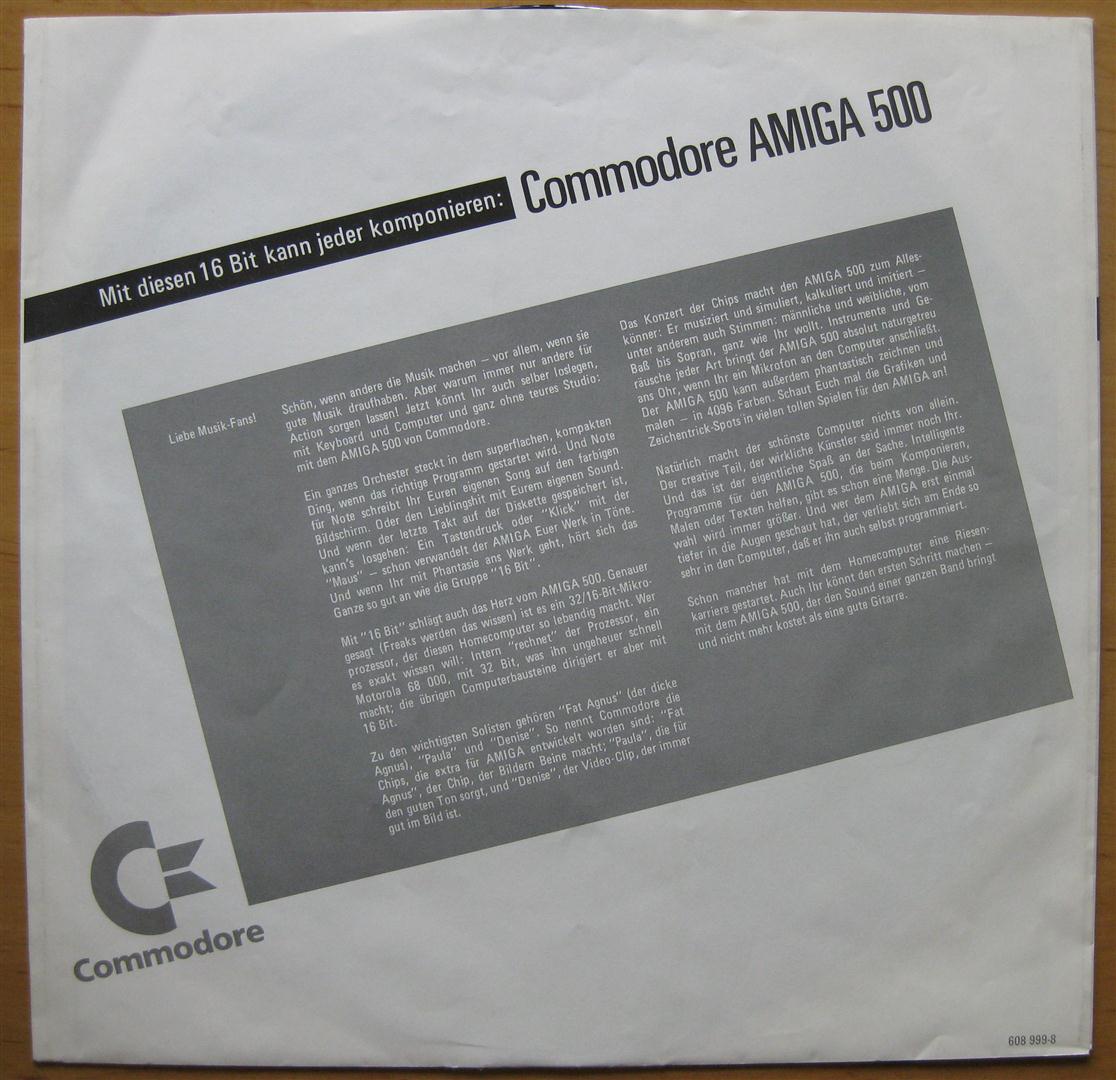 Mit diesen 16 Bit kann jeder komponieren: Commodore AMIGA 500
Liebe Musik-Fans!
Schön, wenn andere die Musik machen – vor allem, wenn sie
gute Musik draufhaben. Aber warum immer nur andere für
Action sorgen lassen! Jetzt könnt Ihr auch selber loslegen,
mit Keyboard und Computer und ganz ohne teures Studio:
mit dem AMIGA 500 von Commodore.
Ein ganzes Orchester steckt in dem superflachen, kompakten
Ding, wenn das richtige Programm gestartet wird. Und Note
für Note schreibt Ihr Euren eigenen Song auf den farbigen
Bildschirm. Oder den Lieblingshit mit Eurem eigenen Sound.
Und wenn der letzte Takt auf der Diskette gespeichert ist,
kann's losgehen: Ein Tastendruck oder "Klick" mit der
"Maus" – schon verwandelt der AMIGA Euer Werk in Töne.
Und wenn Ihr mit Phantasie ans Werk geht, hört sich das
Ganze so gut an wie die Gruppe "16 Bit".
Mit "16 Bit" schlägt auch das Herz vom AMIGA 500. Genauer
gesagt (Freaks werden das wissen) ist es ein 32/16-Bit-Mikro-
prozessor, der diesen Homecomputer so lebendig macht. Wer
es exakt wissen will: Intern "rechnet" der Prozessor, ein
Motorola 68 000, mit 32 Bit, was ihn ungeheuer schnell
macht; die übrigen Computerbausteine dirigiert er aber mit
16 Bit.
Zu den wichtigsten Solisten gehören "Fat Agnus" (der dicke
Agnus), "Paula" und "Denise". So nennt Commodore die
Chips, die extra für AMIGA entwickelt worden sind: "Fat
Agnus", der Chip, der Bildern Beine macht; "Paula", die für
den guten Ton sorgt, und "Denise", der Video-Clip, der immer
gut im Bild ist.
Das Konzert der Chips macht den AMIGA 500 zum Alles-
könner: Er musiziert und simuliert, kalkuliert und imitiert –
unter anderem auch Stimmen: männliche und weibliche, vom
Baß bis Sopran, ganz wie Ihr wollt. Instrumente und Ge-
räusche jeder Art bringt der AMIGA 500 absolut naturgetreu
ans Ohr, wenn Ihr ein Mikrofon an den Computer anschließt.
Der AMIGA 500 kann außerdem phantastisch zeichnen und
malen – in 4096 Farben. Schaut Euch mal die Grafiken und
Zeichentrick-Spots in vielen tollen Spielen für den AMIGA an!
Natürlich macht der schönste Computer nichts von allein.
Der creative Teil, der wirkliche Künstler seid immer noch Ihr.
Und das ist der eigentliche Spaß an der Sache. Intelligente
Programme für den AMIGA 500, die beim Komponieren,
Malen oder Texten helfen, gibt es schon eine Menge. Die Aus-
wahl wird immer größer. Und wer dem AMIGA erst einmal
tiefer in die Augen geschaut hat, der verliebt sich am Ende so
sehr in den Computer, daß er ihn auch selbst programmiert.
Schon mancher hat mit dem Homecomputer eine Riesen-
karriere gestartet. Auch Ihr könnt den ersten Schritt machen –
mit dem AMIGA 500, der den Sound einer ganzen Band bringt
und nicht mehr kostet als eine gute Gitarre.
Commodore
608 999-8